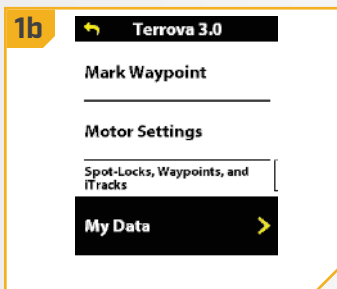 1b
Terrova 3.0
Mark Waypoint
Motor Settings
Spot-Locks, Waypoints, and
iTracks
My Data